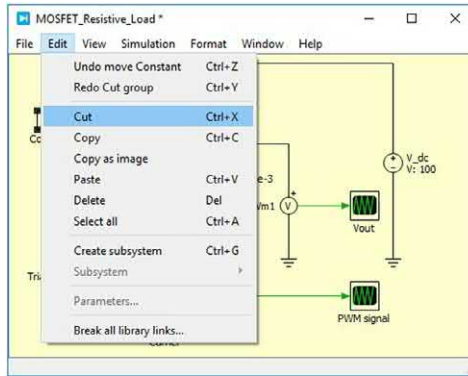 MOSFET_Resistive_Load *
File Edit View Simulation Format Window Help
Undo move Constant Ctrl+Z
Redo Cut group Ctrl+Y
Cut Ctrl+X
Copy Ctrl+C
Copy as image
Paste Ctrl+V
Delete Del
Select all Ctrl+A
Create subsystem Ctrl+G
Subsystem
Parameters...
Break all library links...
Co
Tri
e-3
Vm1
V
V_dc
V: 100
Vout
PWM signal